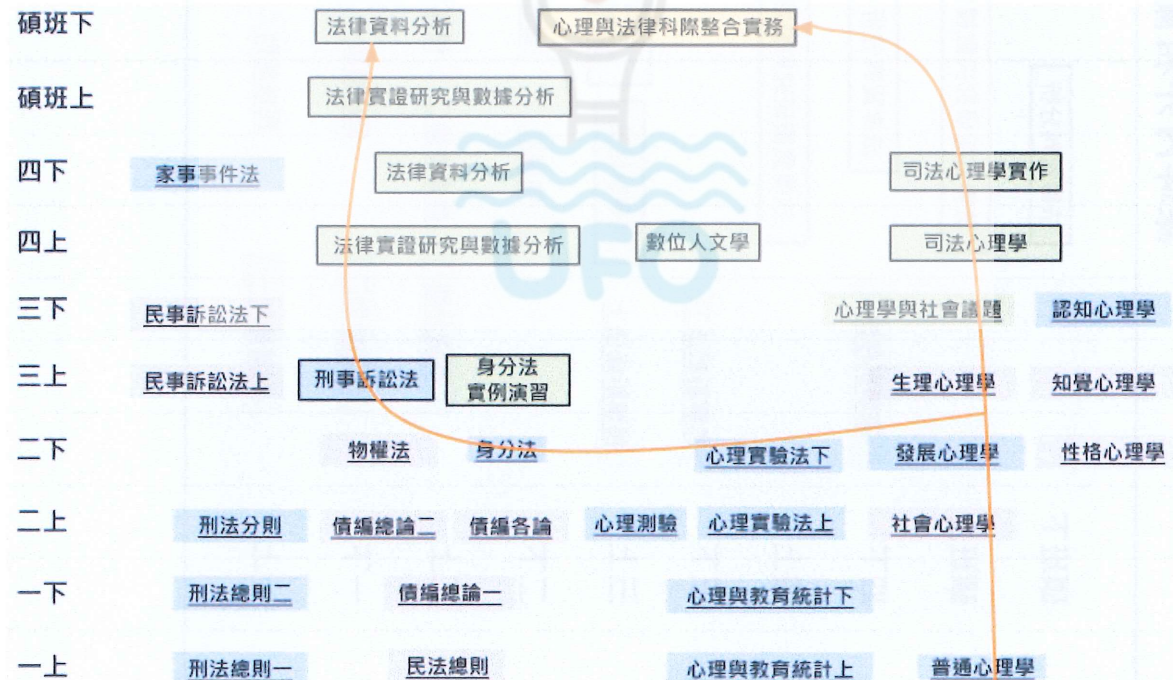 碩班下 法律資料分析 心理與法律科際整合實務
碩班上 法律實證研究與數據分析
四下 家事事件法 法律資料分析 司法心理學實作
四上 法律實證研究與數據分析 數位人文學 司法心理學
UFO
三下 民事訴訟法下 心理學與社會議題 認知心理學
三上 民事訴訟法上 刑事訴訟法 身分法
實例演習 生理心理學 知覺心理學
二下 物權法 身分法 心理實驗法下 發展心理學 性格心理學
二上 刑法分則 債編總論二 債編各論 心理測驗 心理實驗法上 社會心理學
一下 刑法總則二 債編總論一 心理與教育統計下
一上 刑法總則一 民法總則 心理與教育統計上 普通心理學